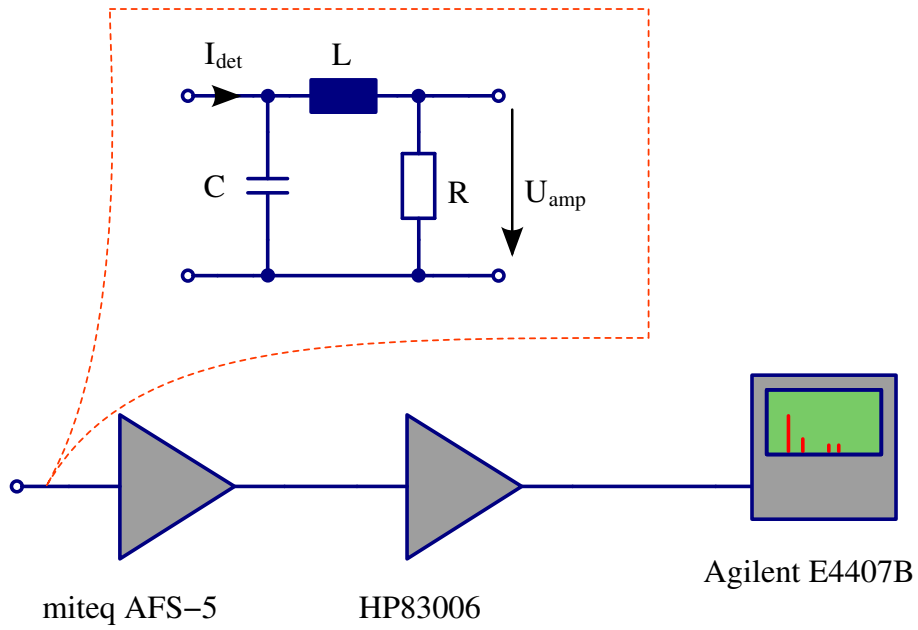 I_det L
C R U_amp
Agilent E4407B
miteq AFS−5 HP83006